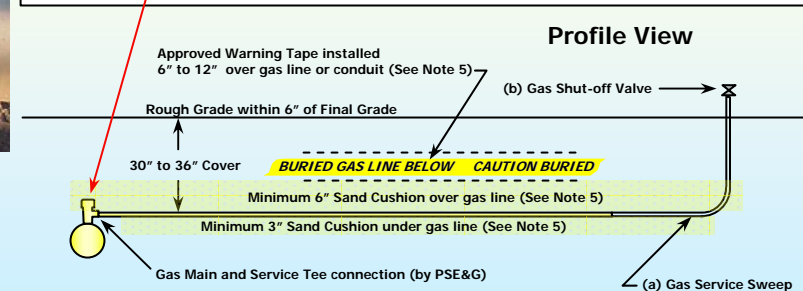 Profile View
Approved Warning Tape installed
6" to 12" over gas line or conduit (See Note 5)
(b) Gas Shut-off Valve
Rough Grade within 6" of Final Grade
30" to 36" Cover
BURIED GAS LINE BELOW CAUTION BURIED
Minimum 6" Sand Cushion over gas line (See Note 5)
Minimum 3" Sand Cushion under gas line (See Note 5)
Gas Main and Service Tee connection (by PSE&G)
(a) Gas Service Sweep